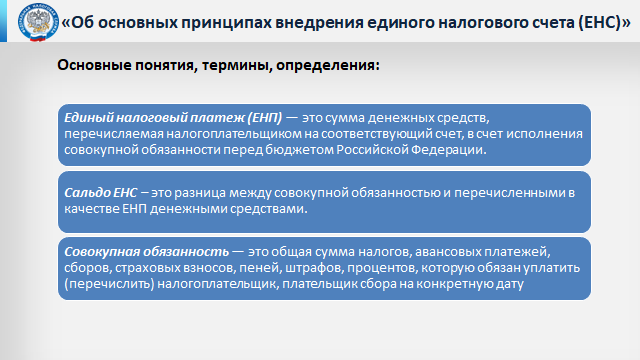 «Об основных принципах внедрения единого налогового счета (ЕНС)»
Основные понятия, термины, определения:
Единый налоговый платеж (ЕНП) — это сумма денежных средств,
перечисляемая налогоплательщиком на соответствующий счет, в счет исполнения
совокупной обязанности перед бюджетом Российской Федерации.
Сальдо ЕНС – это разница между совокупной обязанностью и перечисленными в
качестве ЕНП денежными средствами.
Совокупная обязанность — это общая сумма налогов, авансовых платежей,
сборов, страховых взносов, пеней, штрафов, процентов, которую обязан уплатить
(перечислить) налогоплательщик, плательщик сбора на конкретную дату